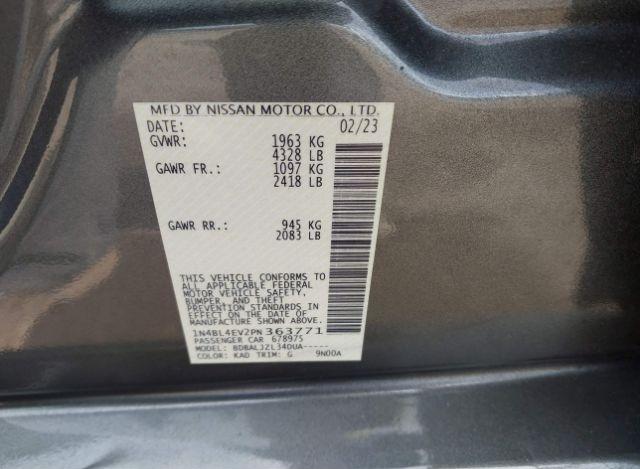 MFD BY NISSAN MOTOR CO., LTD.
DATE: 02/23
GVWR: 1963 KG
4328 LB
GAWR FR.: 1097 KG
2418 LB
GAWR RR.: 945 KG
2083 LB
THIS VEHICLE CONFORMS TO
ALL APPLICABLE FEDERAL
MOTOR VEHICLE SAFETY,
BUMPER, AND THEFT
PREVENTION STANDARDS IN
EFFECT ON THE DATE OF
MANUFACTURE SHOWN ABOVE.
1N4BL4EV2PN363771
PASSENGER CAR 678975
MODEL: BDBALJZL34DUA-----
COLOR: KAD TRIM: G 9N00A